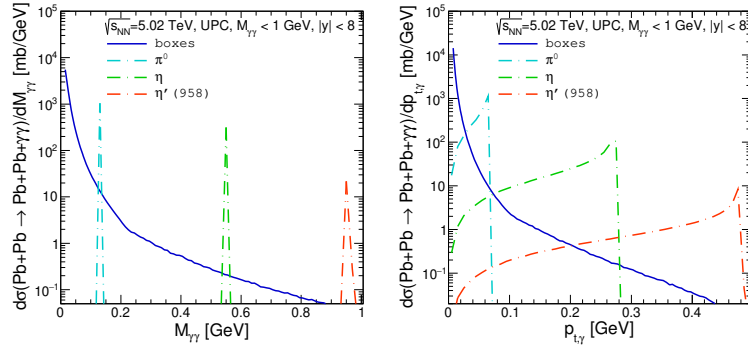 √s_NN=5.02 TeV, UPC, M_γγ < 1 GeV, |y| < 8
boxes
π⁰
η
η' (958)
dσ(Pb+Pb → Pb+Pb+γγ)/dM_γγ [mb/GeV]
10⁵
10⁴
10³
10²
10
1
10⁻¹
0
0.2
0.4
0.6
0.8
1
M_γγ [GeV]
√s_NN=5.02 TeV, UPC, M_γγ < 1 GeV, |y| < 8
boxes
π⁰
η
η' (958)
dσ(Pb+Pb → Pb+Pb+γγ)/dp_t,γ [mb/GeV]
10⁵
10⁴
10³
10²
10
1
10⁻¹
0
0.1
0.2
0.3
0.4
p_t,γ [GeV]